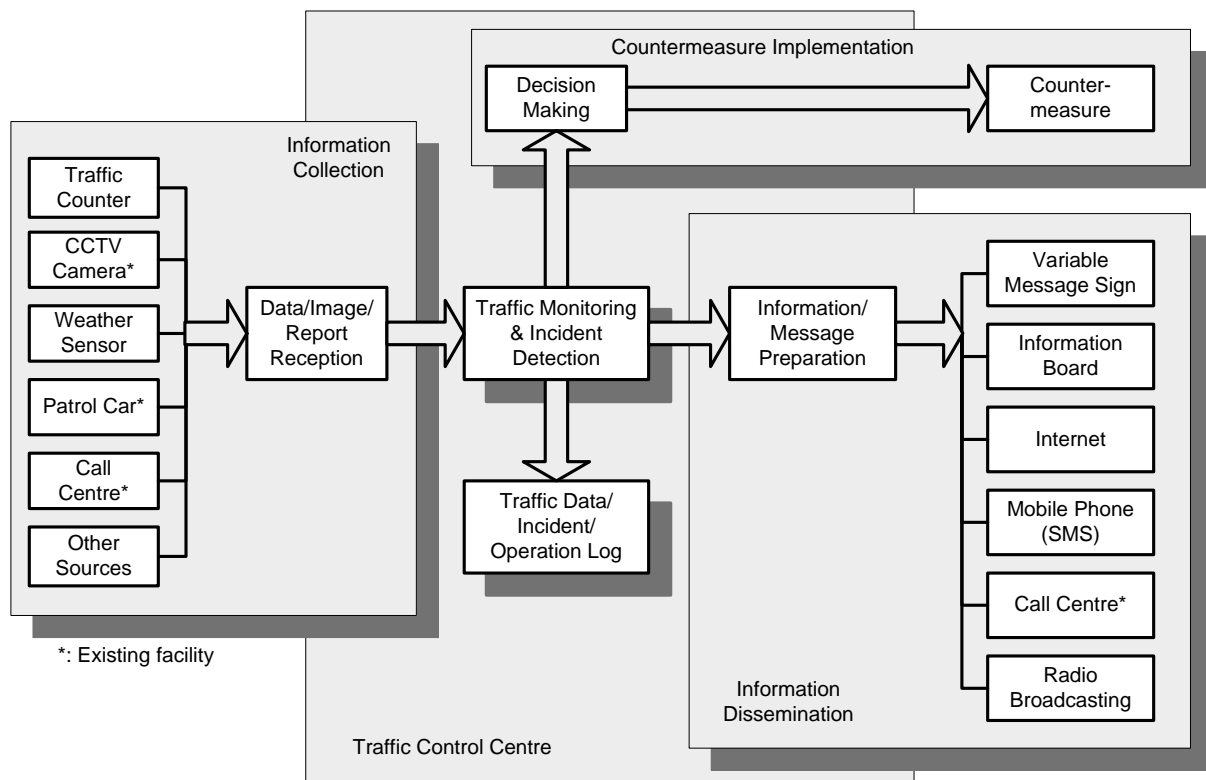 Countermeasure Implementation
Decision
Making
Counter-
measure
Information
Collection
Traffic
Counter
CCTV
Camera*
Weather
Sensor
Patrol Car*
Call
Centre*
Other
Sources
Data/Image/
Report
Reception
Traffic Monitoring
& Incident
Detection
Traffic Data/
Incident/
Operation Log
Information/
Message
Preparation
Variable
Message Sign
Information
Board
Internet
Mobile Phone
(SMS)
Call Centre*
Radio
Broadcasting
Information
Dissemination
*: Existing facility
Traffic Control Centre